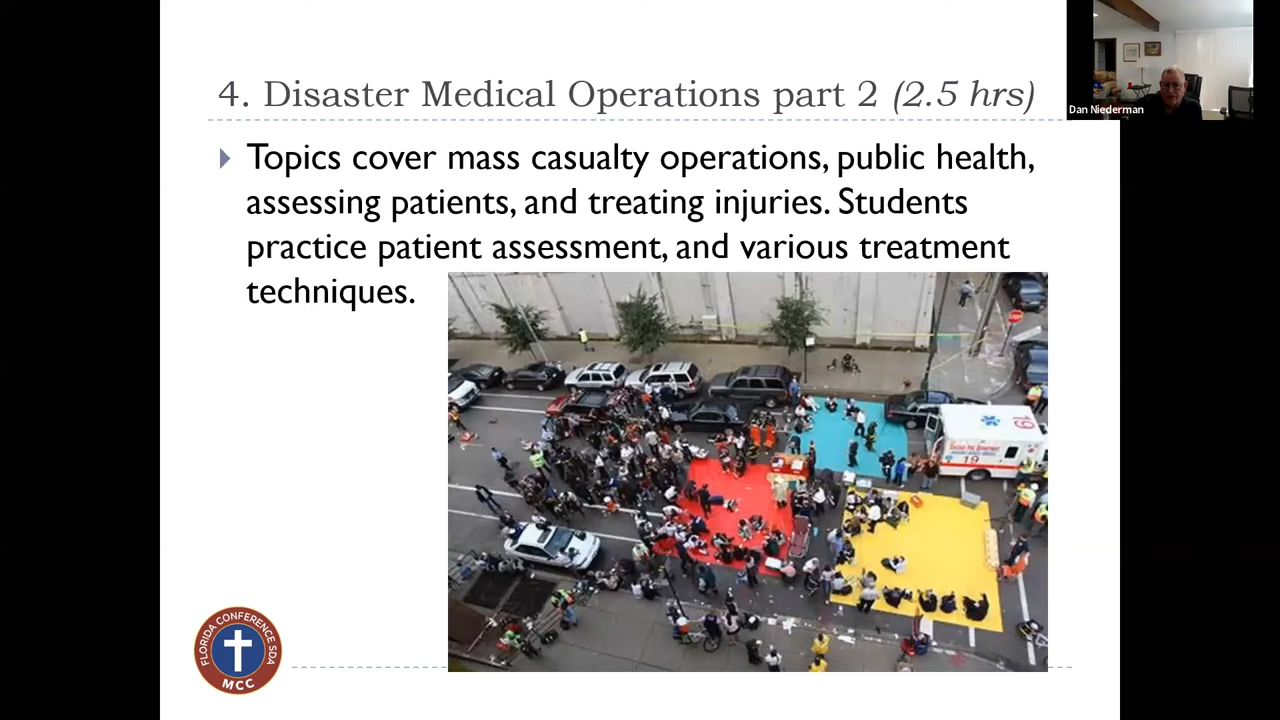 4. Disaster Medical Operations part 2 (2.5 hrs)
Dan Niederman
Topics cover mass casualty operations, public health,
assessing patients, and treating injuries. Students
practice patient assessment, and various treatment
techniques.
19
19
FLORIDA CONFERENCE SDA
MCC